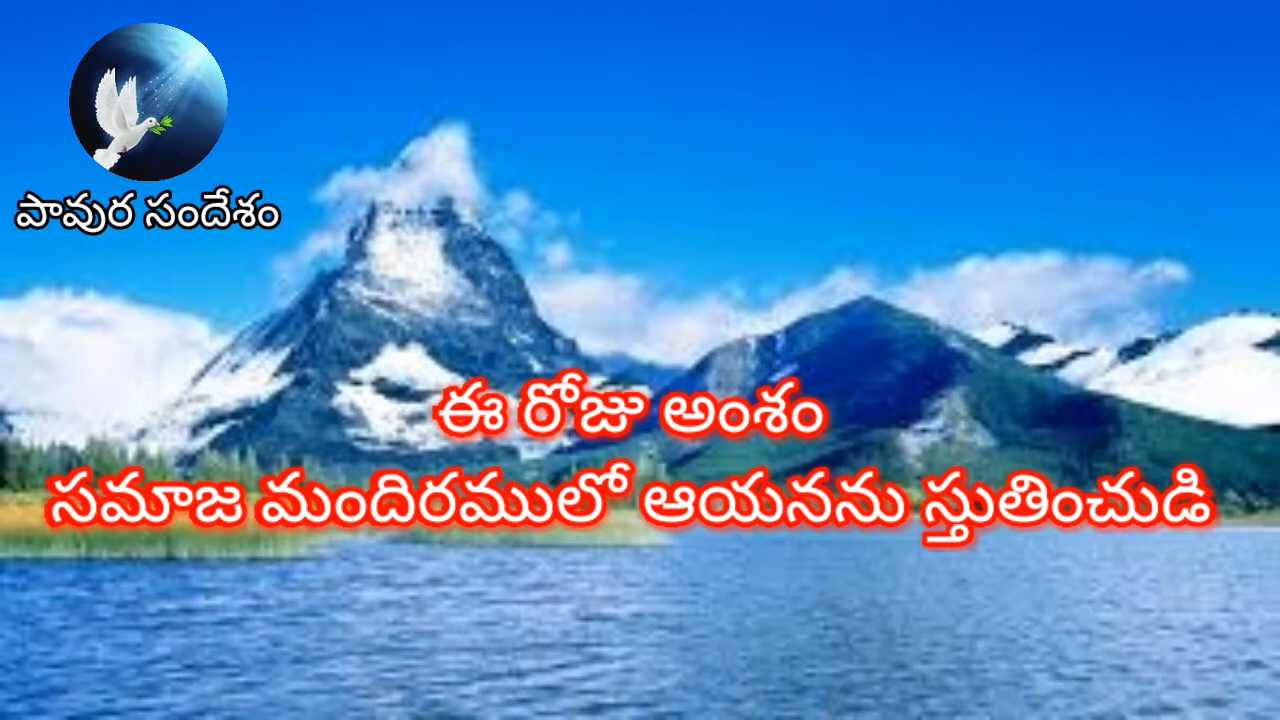 పావుర సందేశం
ఈ రోజు అంశం
సమాజ మందిరములో ఆయనను స్తుతించుడి